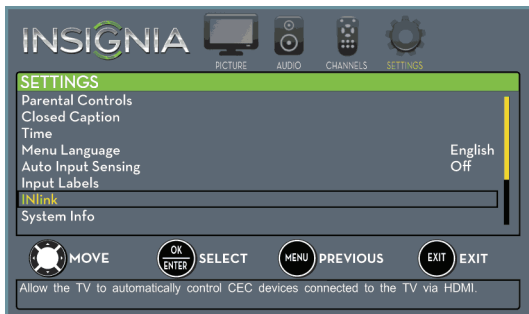 INSIGNIA
PICTURE AUDIO CHANNELS SETTINGS
SETTINGS
Parental Controls
Closed Caption
Time
Menu Language English
Auto Input Sensing Off
Input Labels
INlink
System Info
MOVE OK ENTER SELECT MENU PREVIOUS EXIT EXIT
Allow the TV to automatically control CEC devices connected to the TV via HDMI.